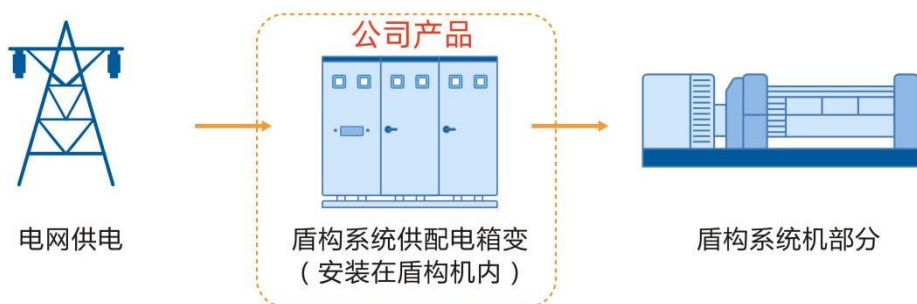 公司产品
电网供电
盾构系统供配电箱变
（安装在盾构机内）
盾构系统机部分